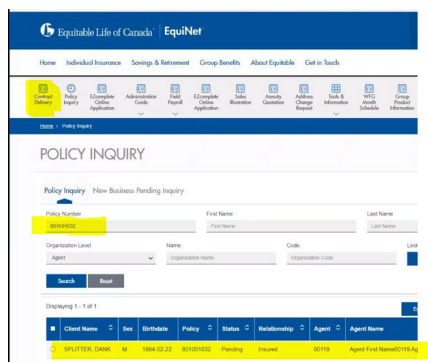 Equitable Life of Canada EquiNet
Home Individual Insurance Savings & Retirement Group Benefits About Equitable Get in Touch
Contract Delivery Policy Inquiry EZcomplete Online Application Administration Guide Field Payroll EZcomplete Online Application Sales Illustration Annuity Quotation Address Change Request Tools & Information WFG Month Schedule Group Product Information
Home › Policy Inquiry
POLICY INQUIRY
Policy Inquiry New Business Pending Inquiry
Policy Number First Name Last Name
801001632 First Name Last Name
Organization Level Name Code Look
Agent Organization Name Organization Code
Search Reset
Displaying 1 - 1 of 1
Client Name Sex Birthdate Policy Status Relationship Agent Agent Name
SPLITTER, DANK M 1994-02-22 801001632 Pending Insured 00119 Agent First Name00119 Ag